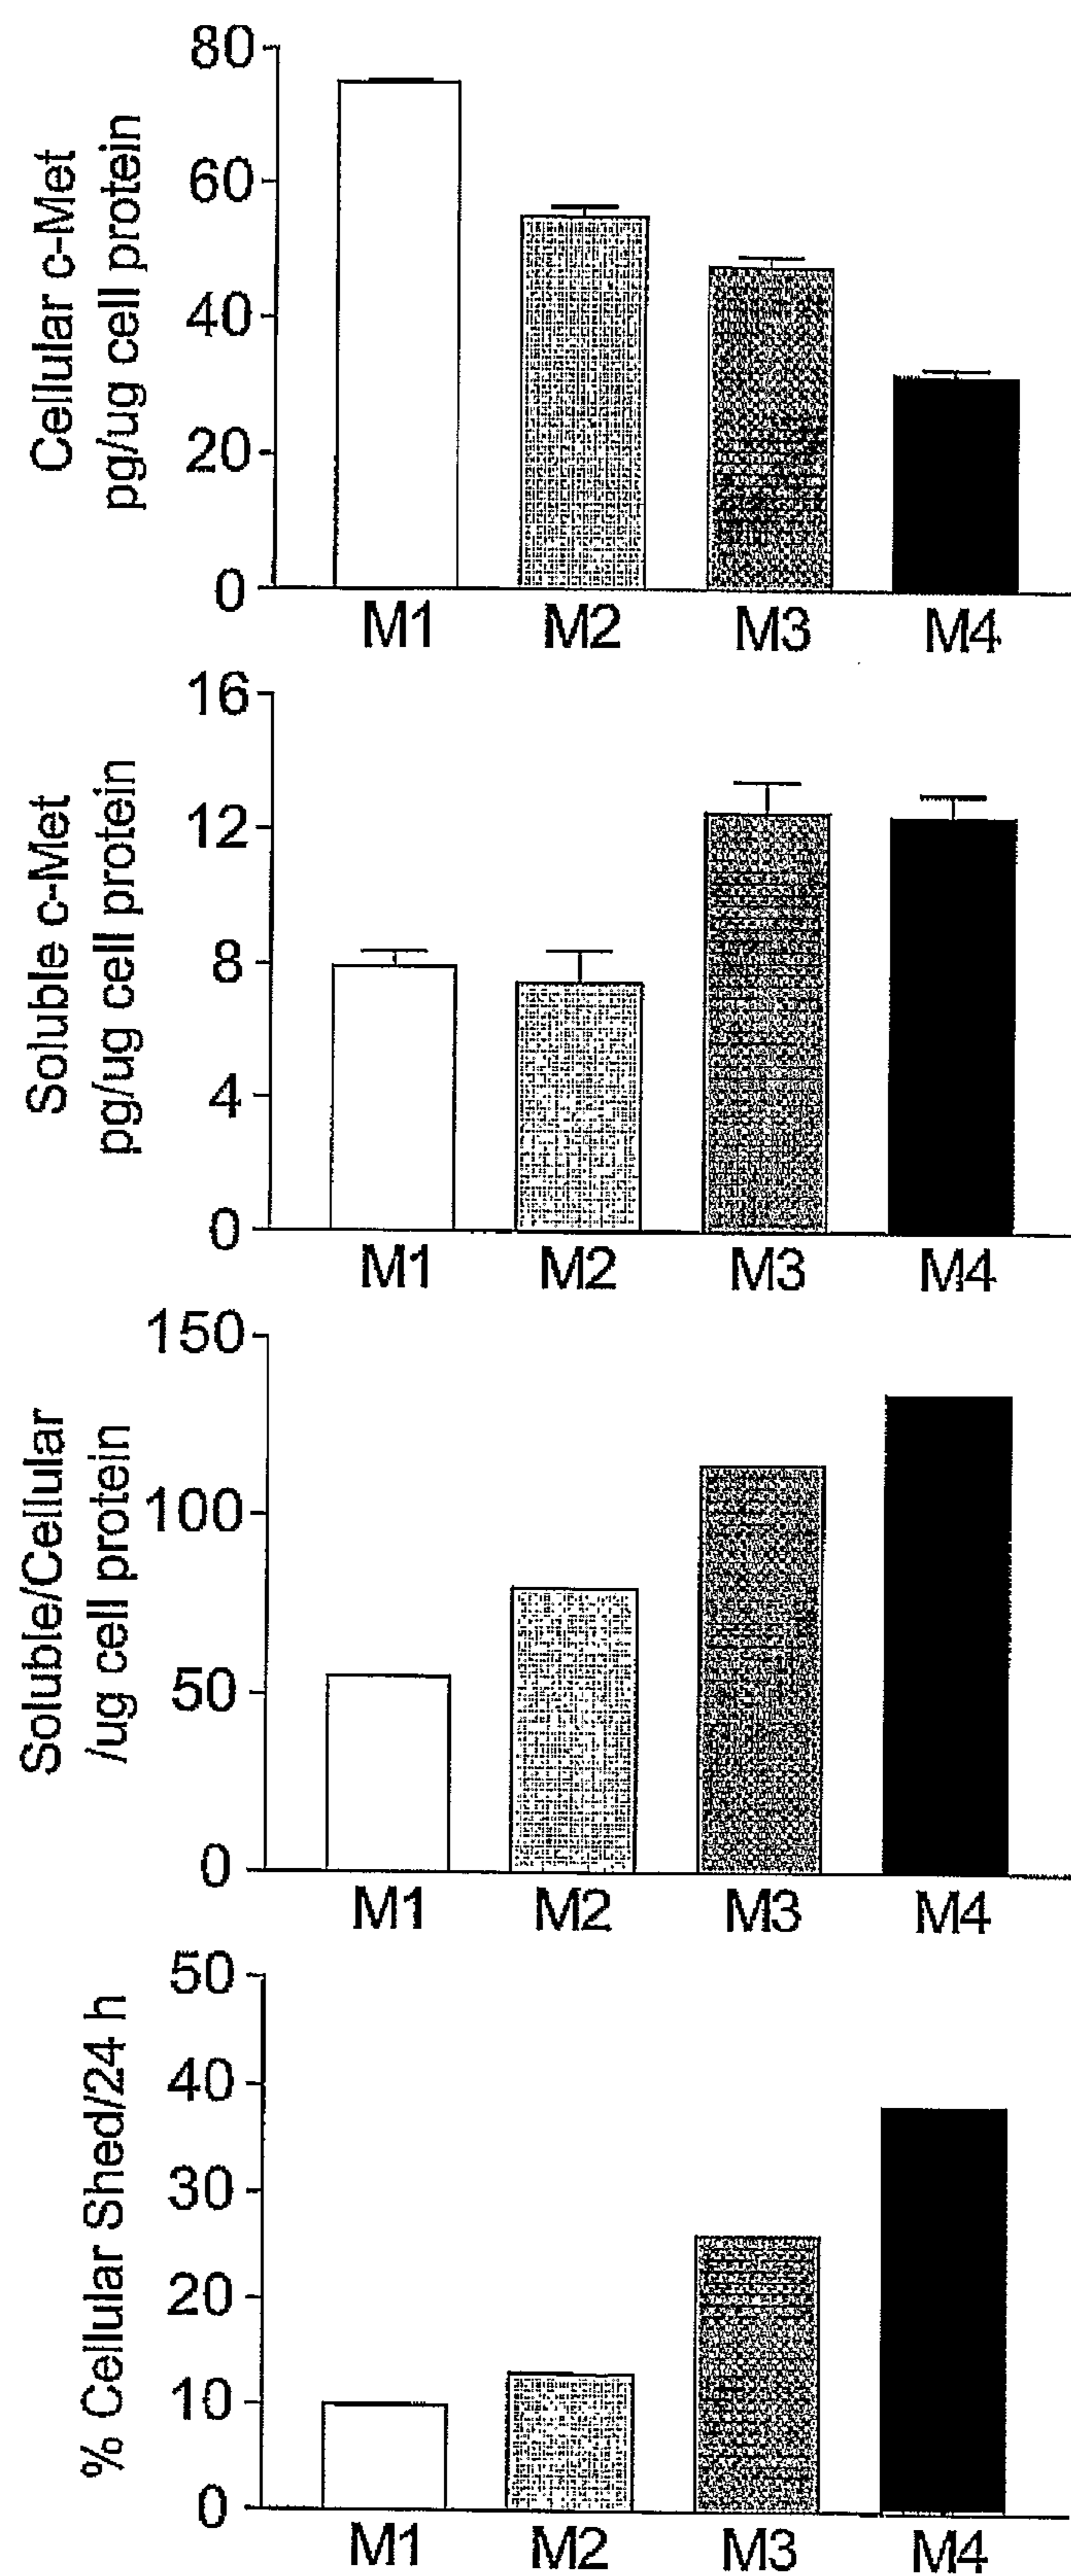 Cellular c-Met
pg/ug cell protein
80
60
40
20
0
M1 M2 M3 M4
Soluble c-Met
pg/ug cell protein
16
12
8
4
0
M1 M2 M3 M4
Soluble/Cellular
/ug cell protein
150
100
50
0
M1 M2 M3 M4
% Cellular Shed/24 h
50
40
30
20
10
0
M1 M2 M3 M4